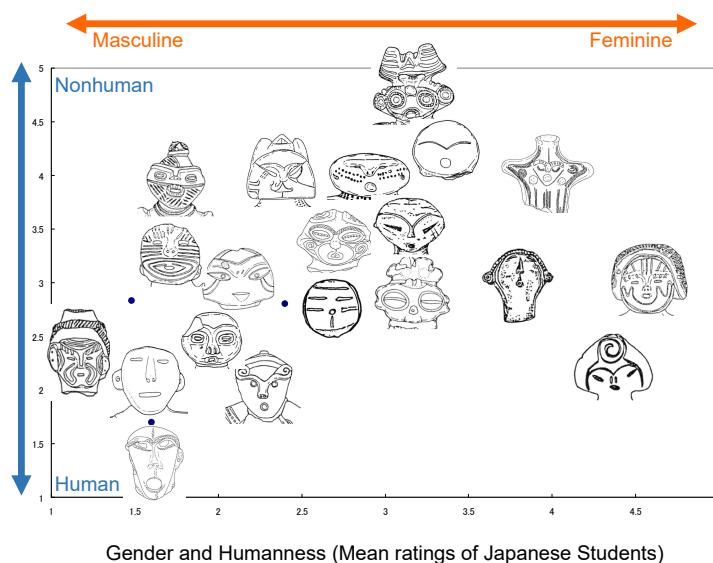 Masculine Feminine
5 Nonhuman
4.5
4
3.5
3
2.5
2
1.5
1 Human
1 1.5 2 2.5 3 3.5 4 4.5
Gender and Humanness (Mean ratings of Japanese Students)